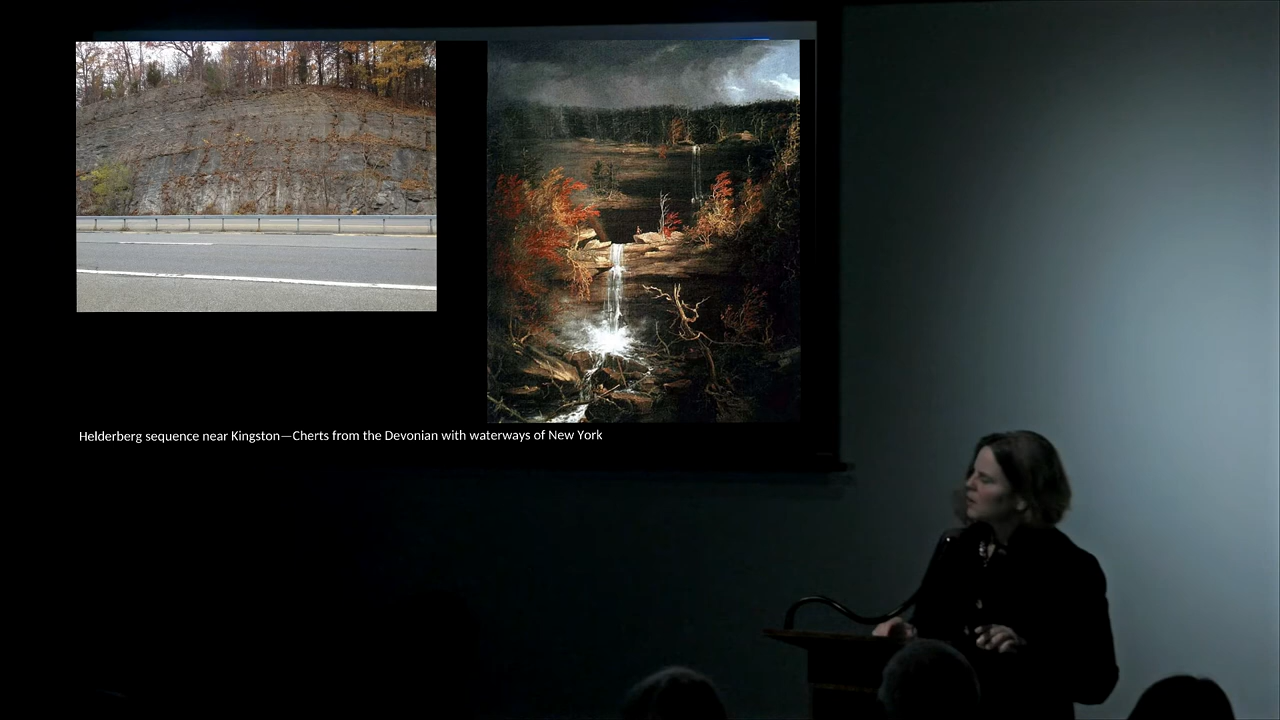 Helderberg sequence near Kingston—Cherts from the Devonian with waterways of New York